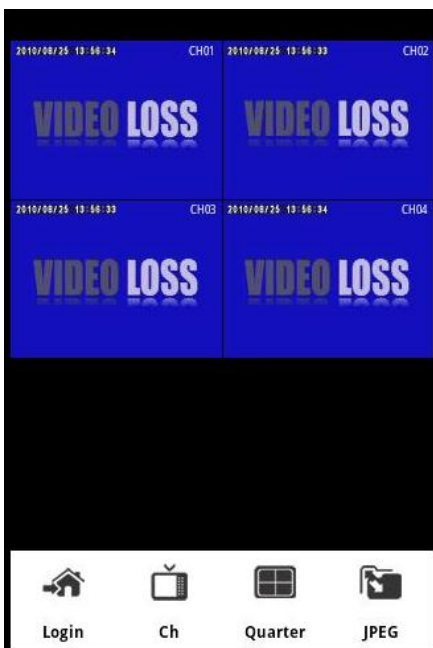 2010/08/25 13:56:34 CH01 2010/08/25 13:56:33 CH02
VIDEO LOSS VIDEO LOSS
2010/08/25 13:56:33 CH03 2010/08/25 13:56:34 CH04
VIDEO LOSS VIDEO LOSS
Login Ch Quarter JPEG